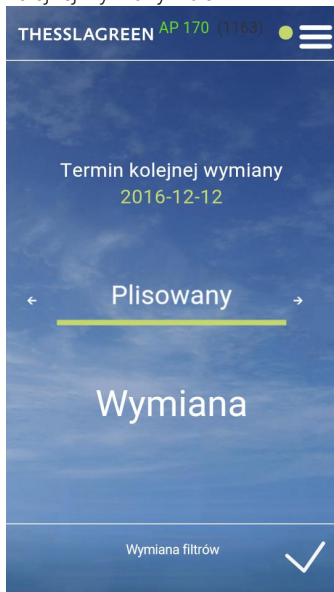 THESSLAGREEN AP 170 (1163)
Termin kolejnej wymiany
2016-12-12
Plisowany
Wymiana
Wymiana filtrów